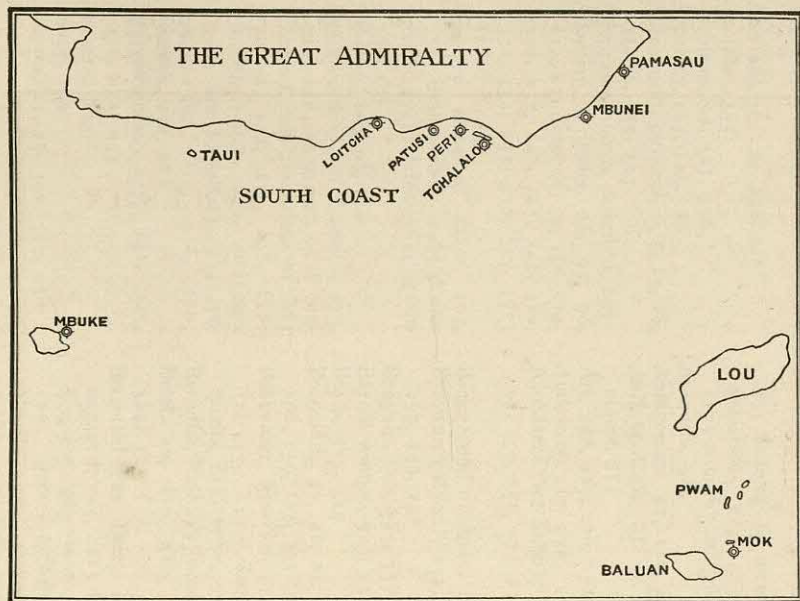 THE GREAT ADMIRALTY
PAMASAU
MBUNEI
LOITCHA
PATUSI
PERI
TCHALALO
TAUI
SOUTH COAST
MBUKE
LOU
PWAM
MOK
BALUAN